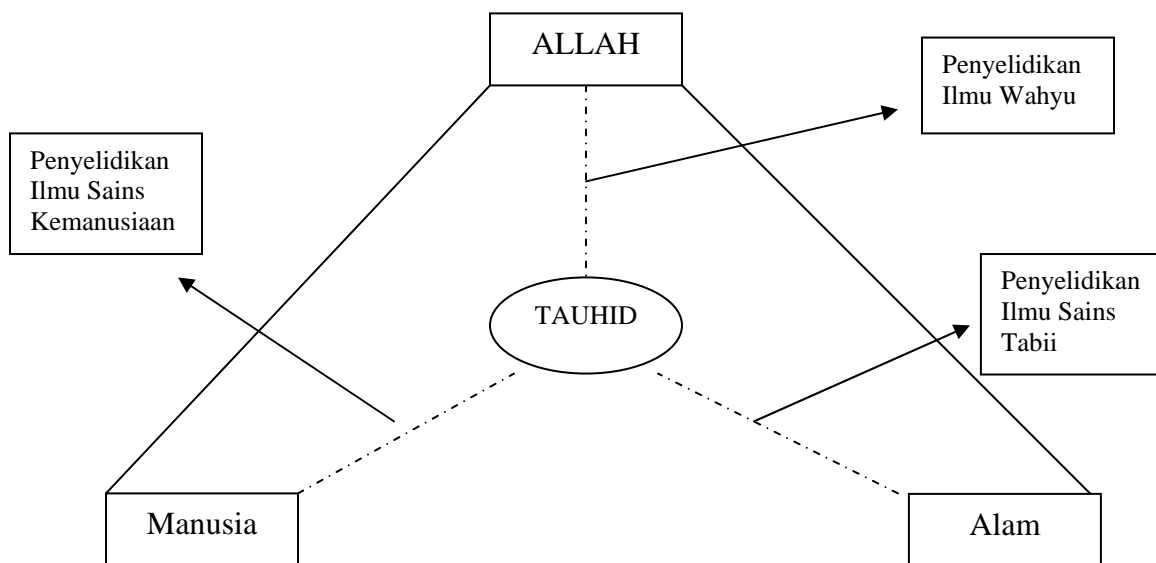 ALLAH
Penyelidikan
Ilmu Wahyu
Penyelidikan
Ilmu Sains
Kemanusiaan
TAUHID
Penyelidikan
Ilmu Sains
Tabii
Manusia
Alam